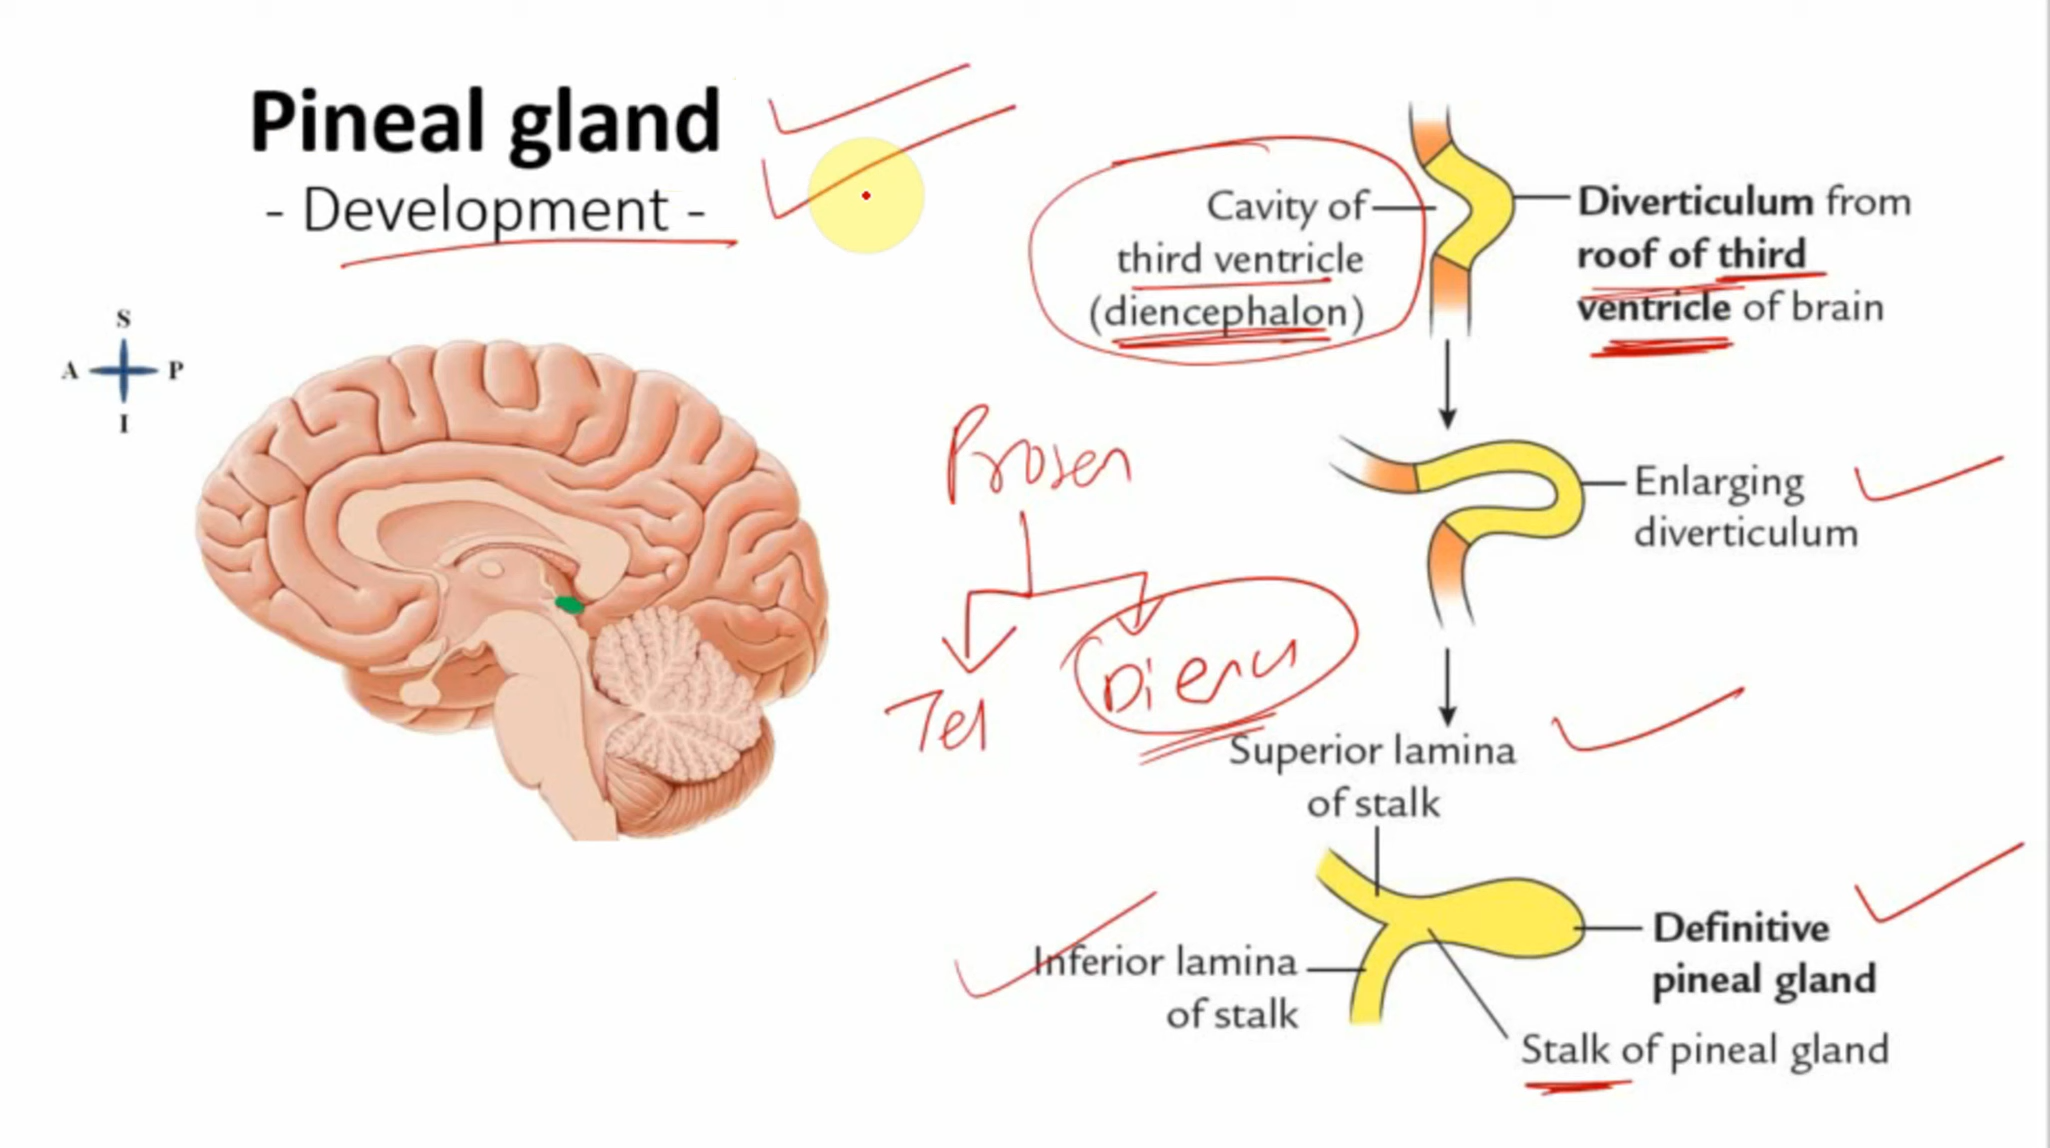 Pineal gland
- Development -
S
A
P
I
Cavity of
third ventricle
(diencephalon)
Diverticulum from
roof of third
ventricle of brain
Enlarging
diverticulum
Prosen
Tel
Superior lamina
of stalk
Inferior lamina
of stalk
Definitive
pineal gland
Stalk of pineal gland